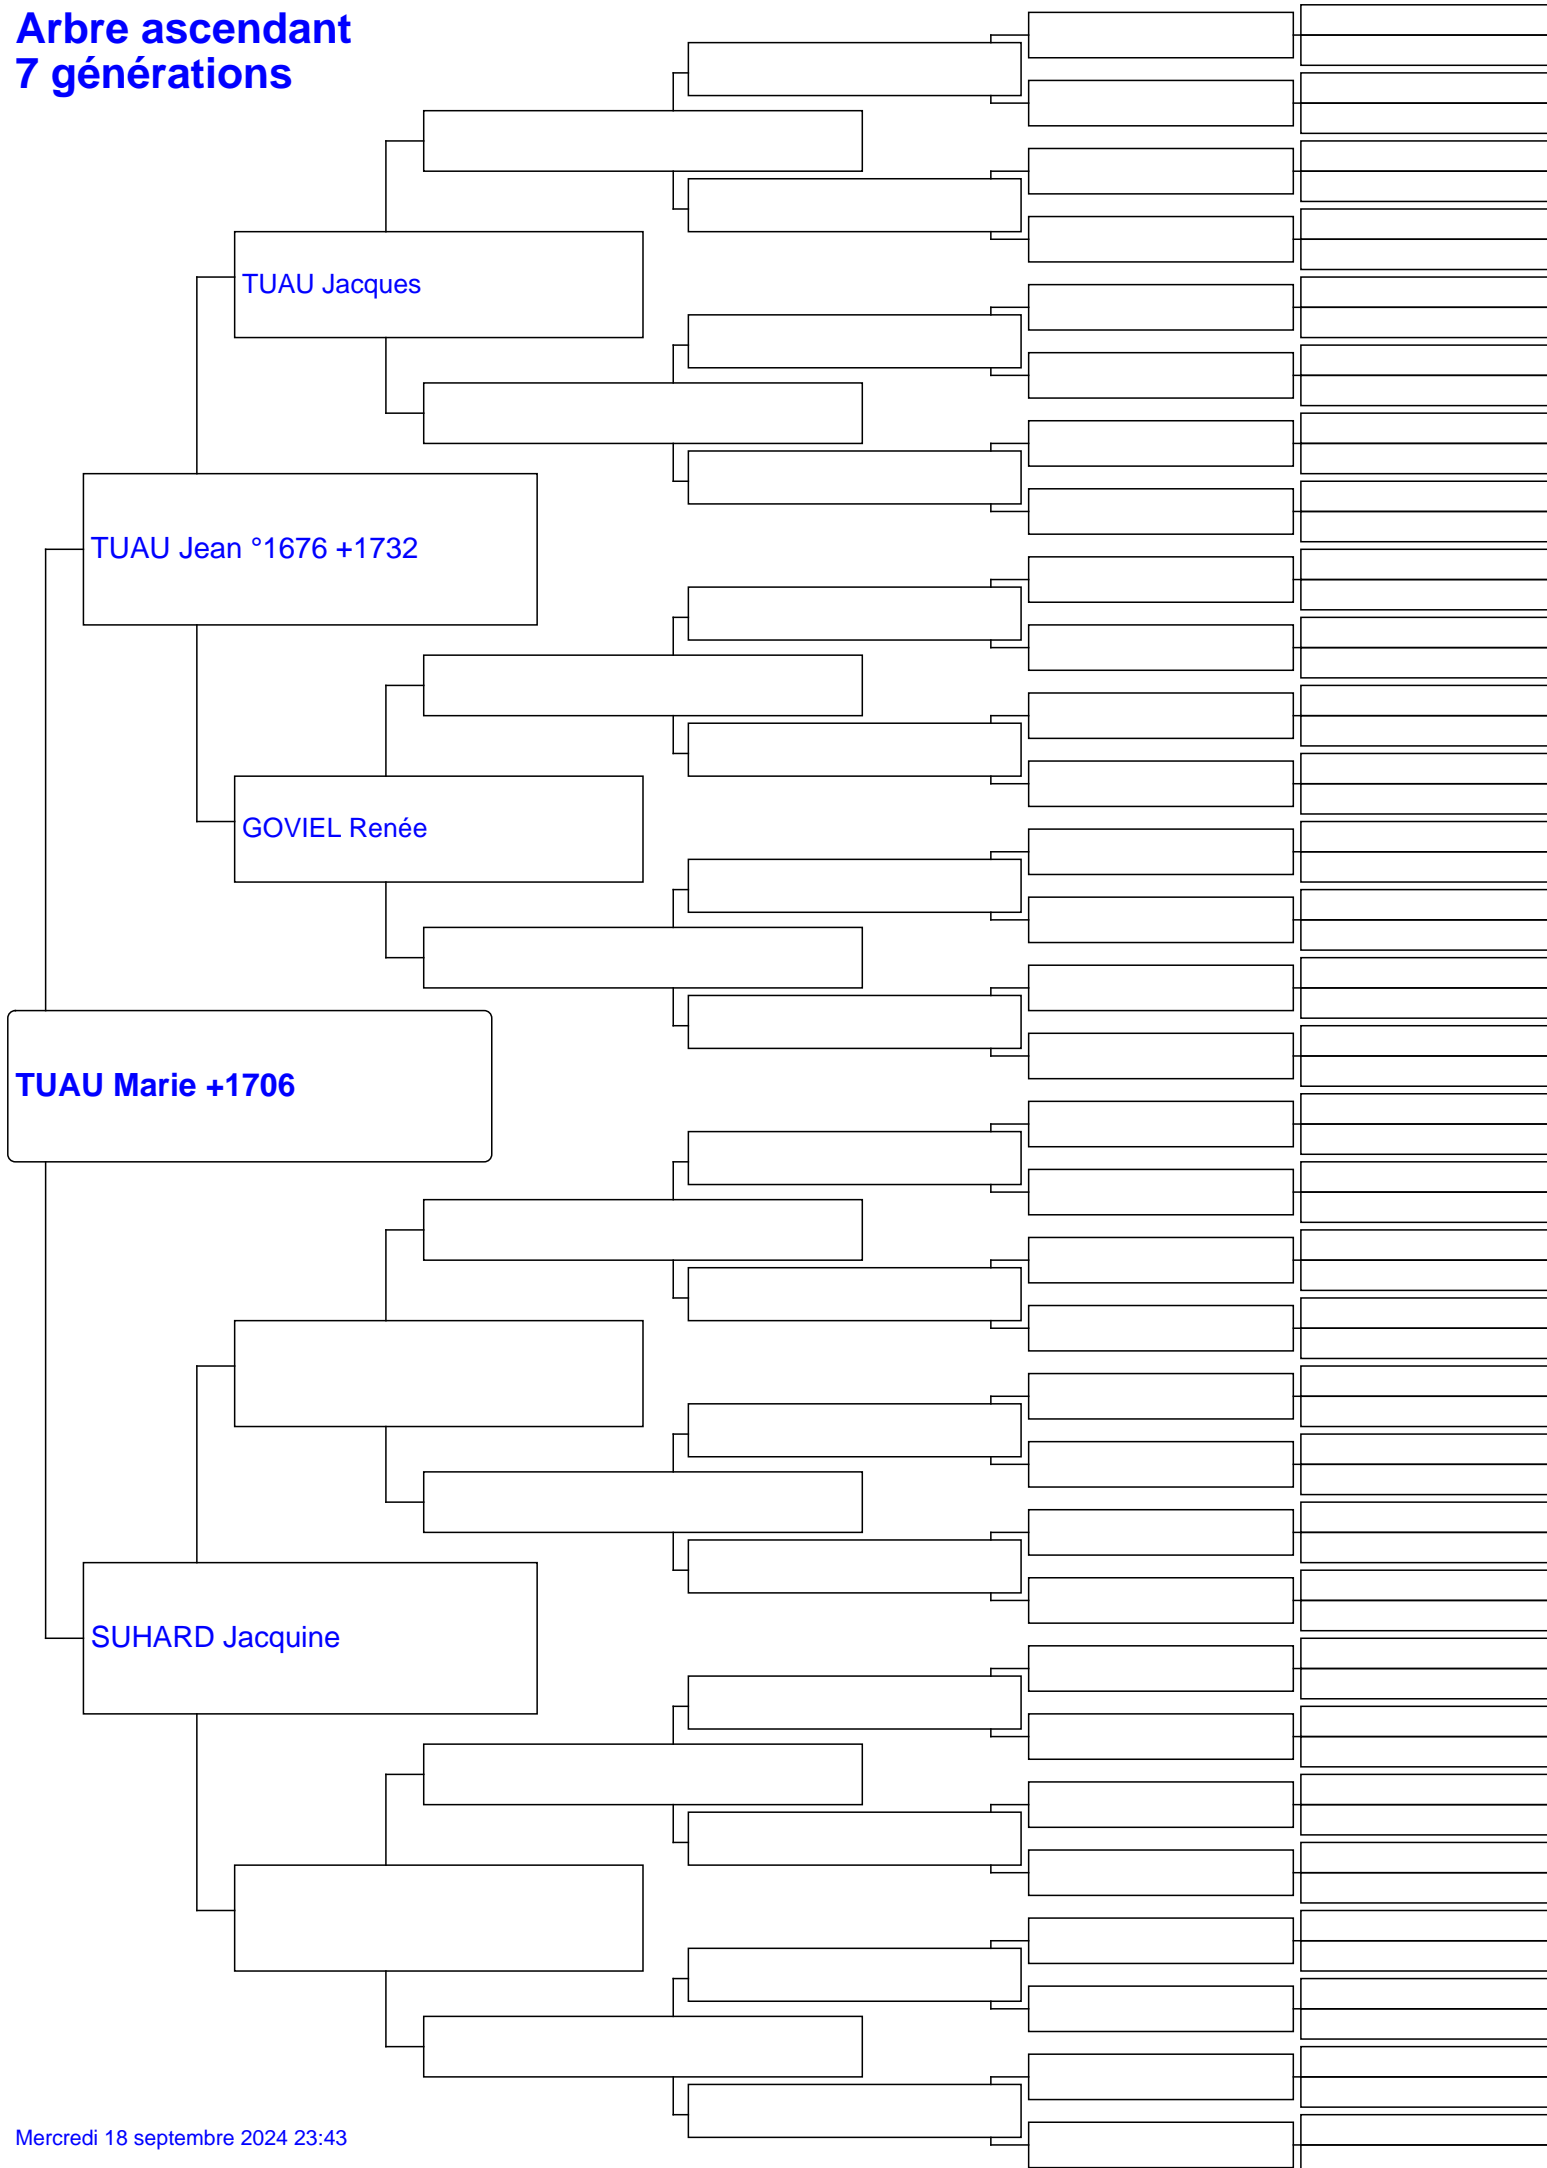 Arbre ascendant
7 générations
TUAU Jacques
TUAU Jean °1676 +1732
GOVIEL Renée
TUAU Marie +1706
SUHARD Jacquine
Mercredi 18 septembre 2024 23:43